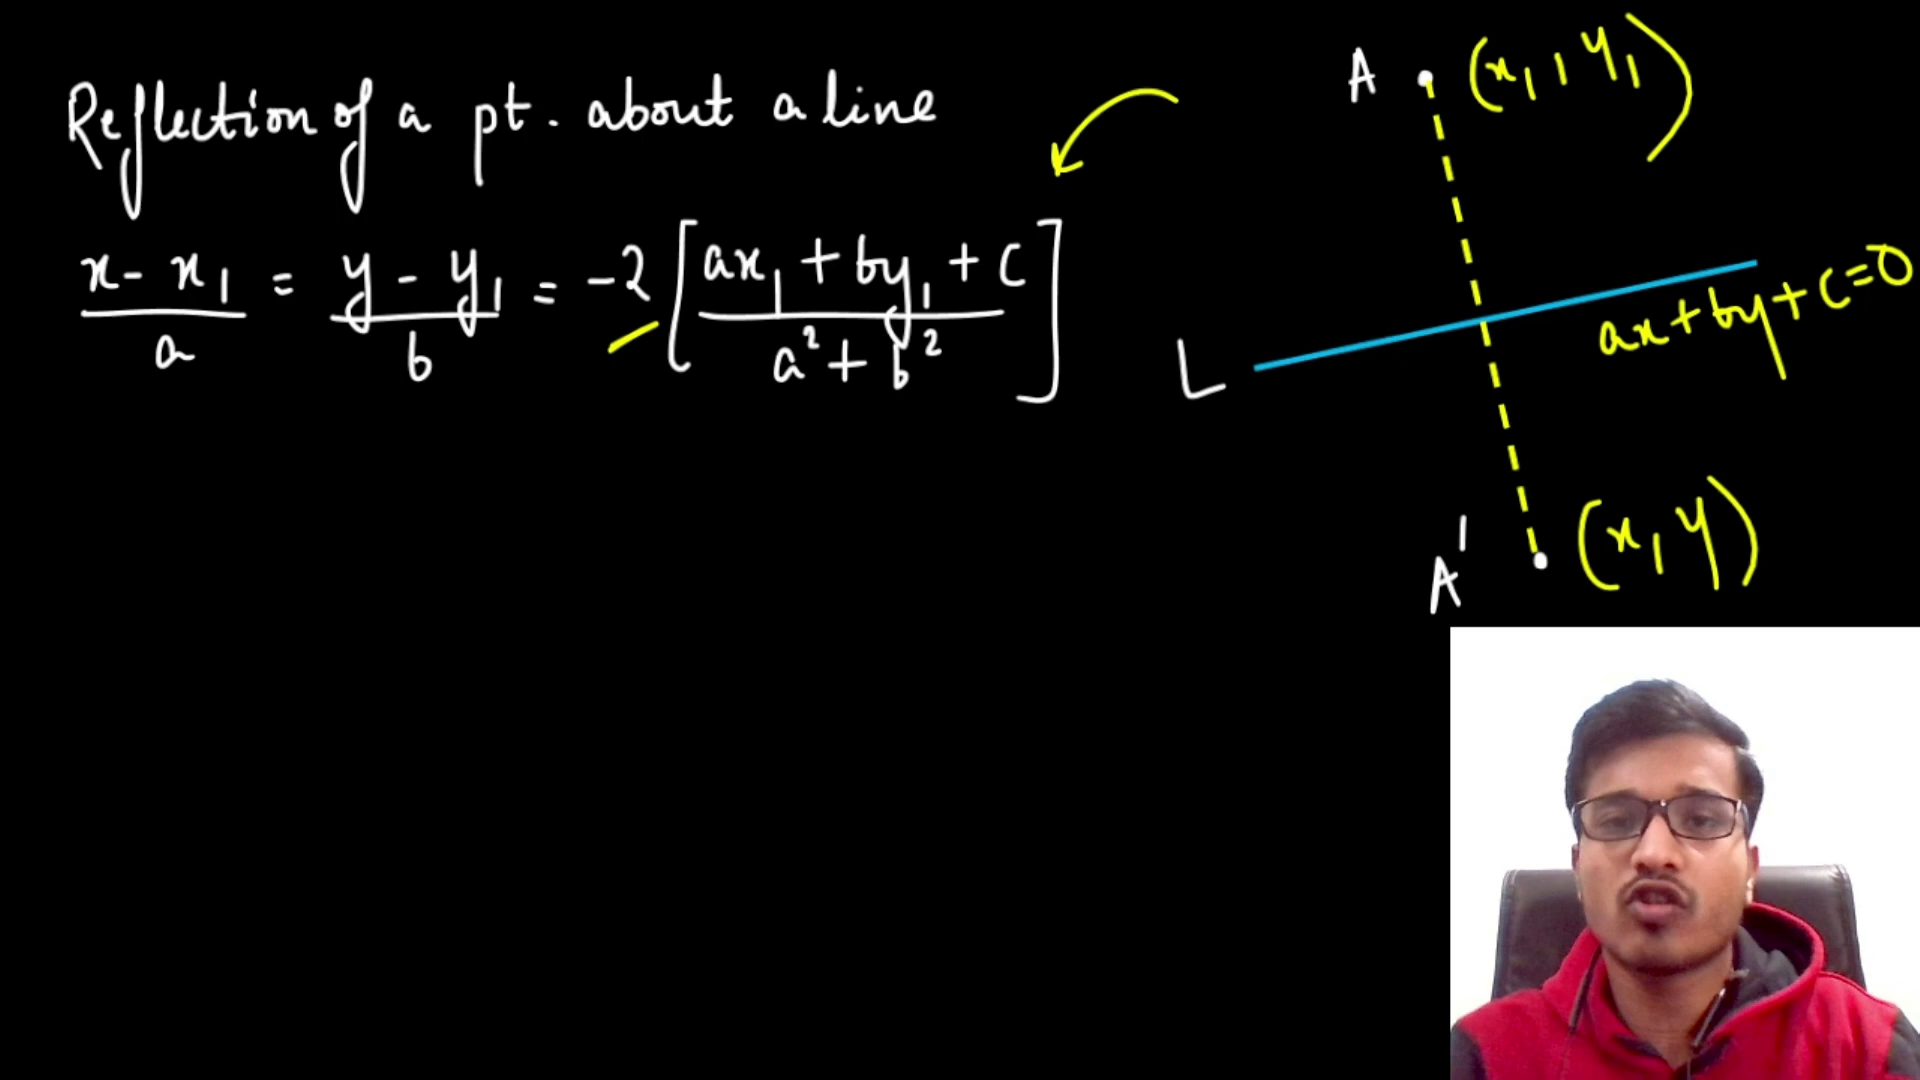 Reflection of a pt. about a line
x - x₁ / a = y - y₁ / b = -2 [ ax₁ + by₁ + c / a² + b² ]
A (x₁, y₁)
ax + by + c = 0
L
A' (x, y)